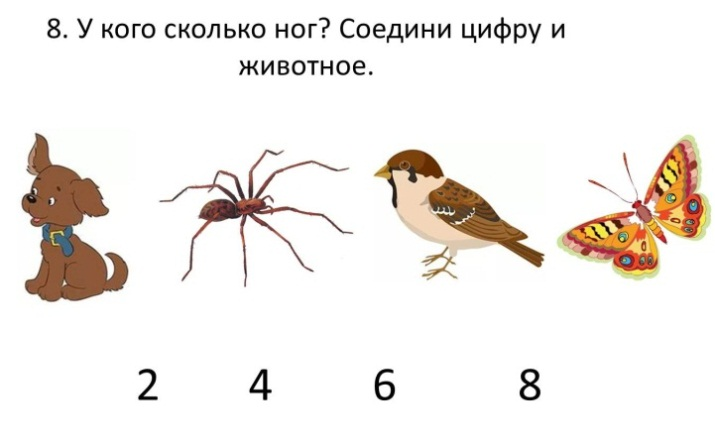 8. У кого сколько ног? Соедини цифру и
животное.
2 4 6 8